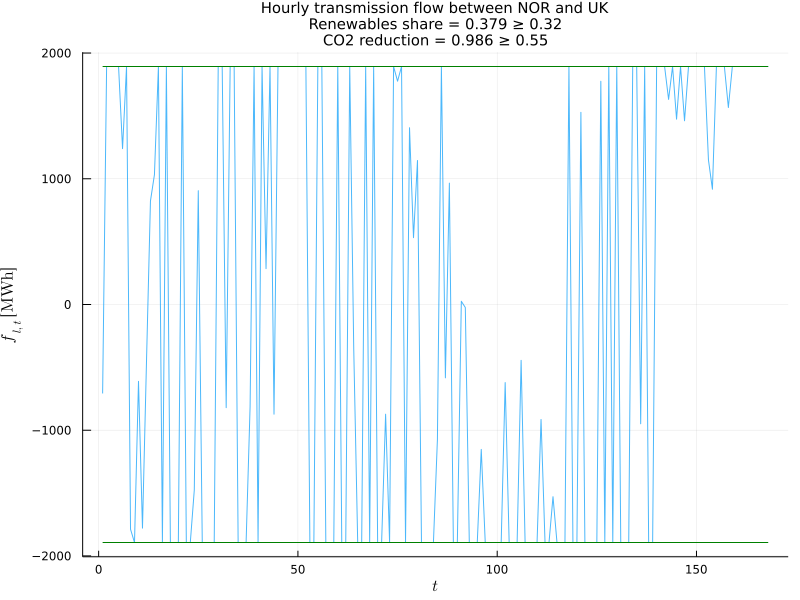 Hourly transmission flow between NOR and UK
Renewables share = 0.379 ≥ 0.32
CO2 reduction = 0.986 ≥ 0.55
2000
1000
0
−1000
−2000
f_{l,t} [MWh]
0 50 100 150
t